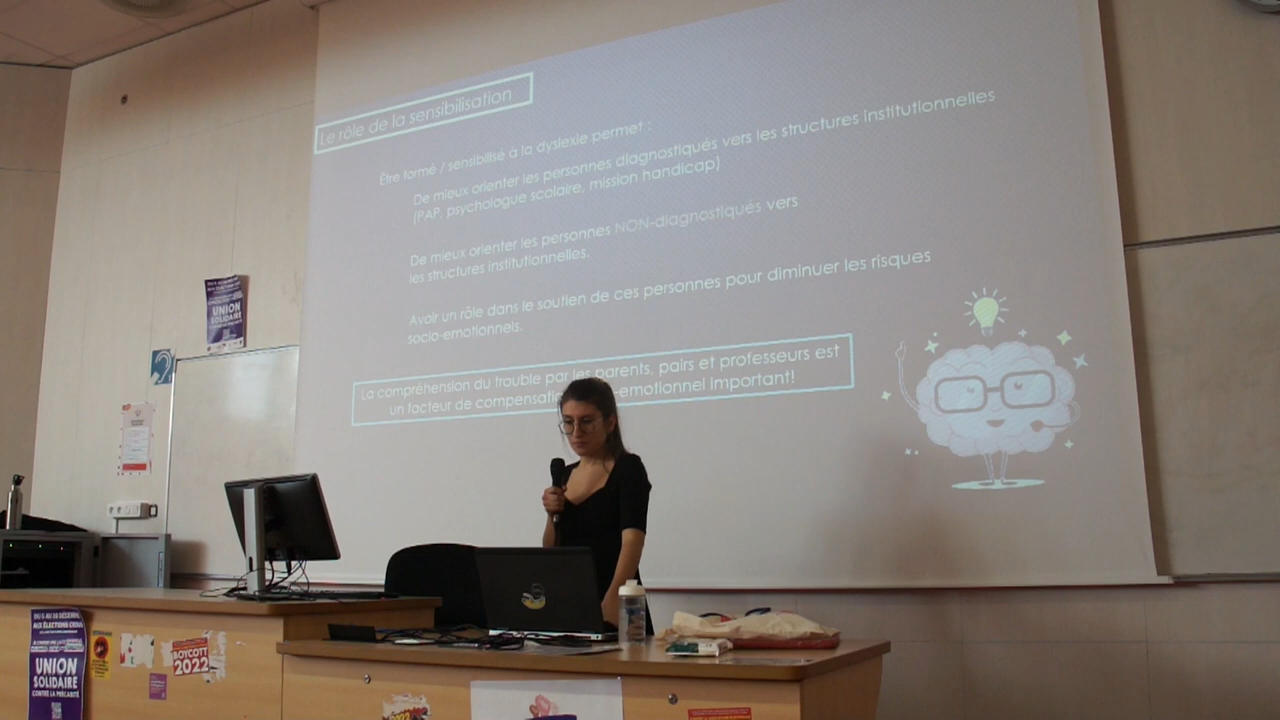 Le rôle de la sensibilisation
Être formé / sensibilisé à la dyslexie permet :
De mieux orienter les personnes diagnostiqués vers les structures institutionnelles
(PAP, psychologue scolaire, mission handicap)
De mieux orienter les personnes NON-diagnostiqués vers
les structures institutionnelles.
Avoir un rôle dans le soutien de ces personnes pour diminuer les risques
socio-emotionnels.
La compréhension du trouble par les parents, pairs et professeurs est
un facteur de compensation -emotionnel important!
UNION
SOLIDAIRE
AUX ÉLECTIONS CROUS
UNION
SOLIDAIRE
CONTRE LA PRÉCARITÉ
BOYCOTT
2022